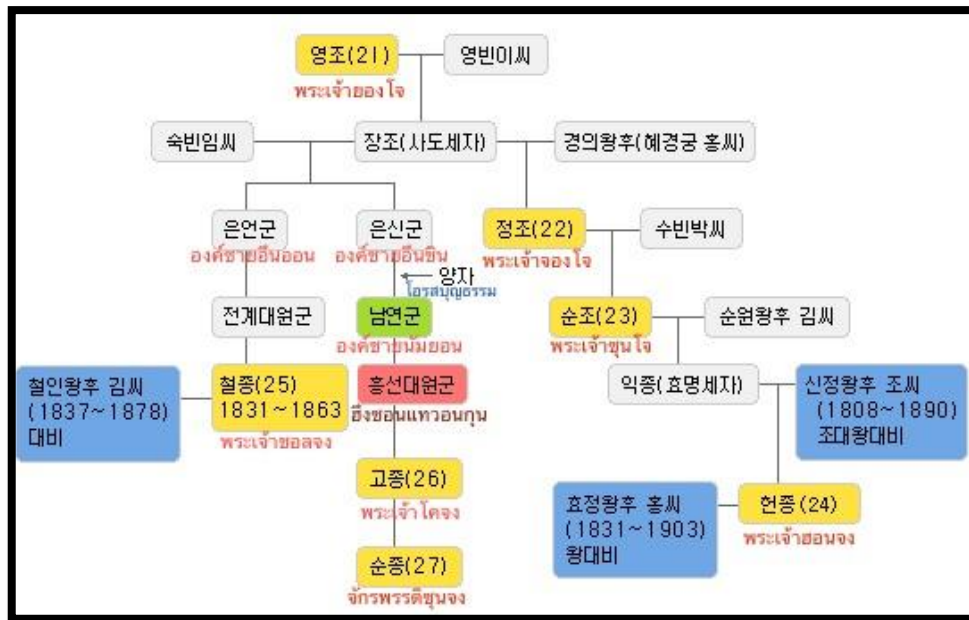 영조(21)
영빈이씨
พระเจ้ายองโจ
숙빈임씨
장조(사도세자)
경의왕후(혜경궁 홍씨)
은언군
은신군
정조(22)
수빈박씨
องค์ชายอึนออน
องค์ชายอึนชิน
พระเจ้าจองโจ
양자
โอรสบุญธรรม
전계대원군
남연군
순조(23)
순원왕후 김씨
องค์ชายนัมยอน
พระเจ้าซุนโจ
철인왕후 김씨
(1837~1878)
대비
철종(25)
1831~1863
พระเจ้าชอลจง
흥선대원군
ฮึงซอนแทวอนกุน
익종(효명세자)
신정왕후 조씨
(1808~1890)
조대왕대비
고종(26)
พระเจ้าโคจง
효정왕후 홍씨
(1831~1903)
왕대비
헌종(24)
พระเจ้าฮอนจง
순종(27)
จักรพรรดิซุนจง